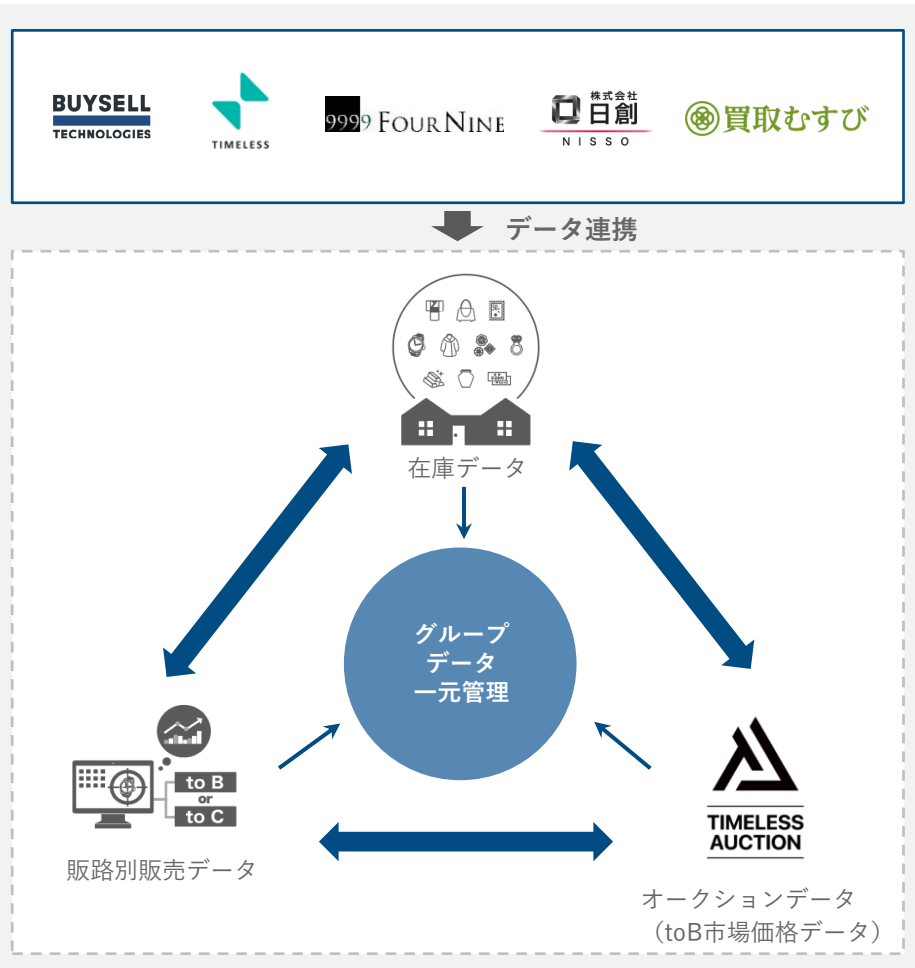 BUYSELL
TECHNOLOGIES
TIMELESS
9999 FOURNINE
株式会社
日創
NISSO
買取むすび
データ連携
在庫データ
グループ
データ
一元管理
to B
or
to C
販路別販売データ
TIMELESS
AUCTION
オークションデータ
（toB市場価格データ）